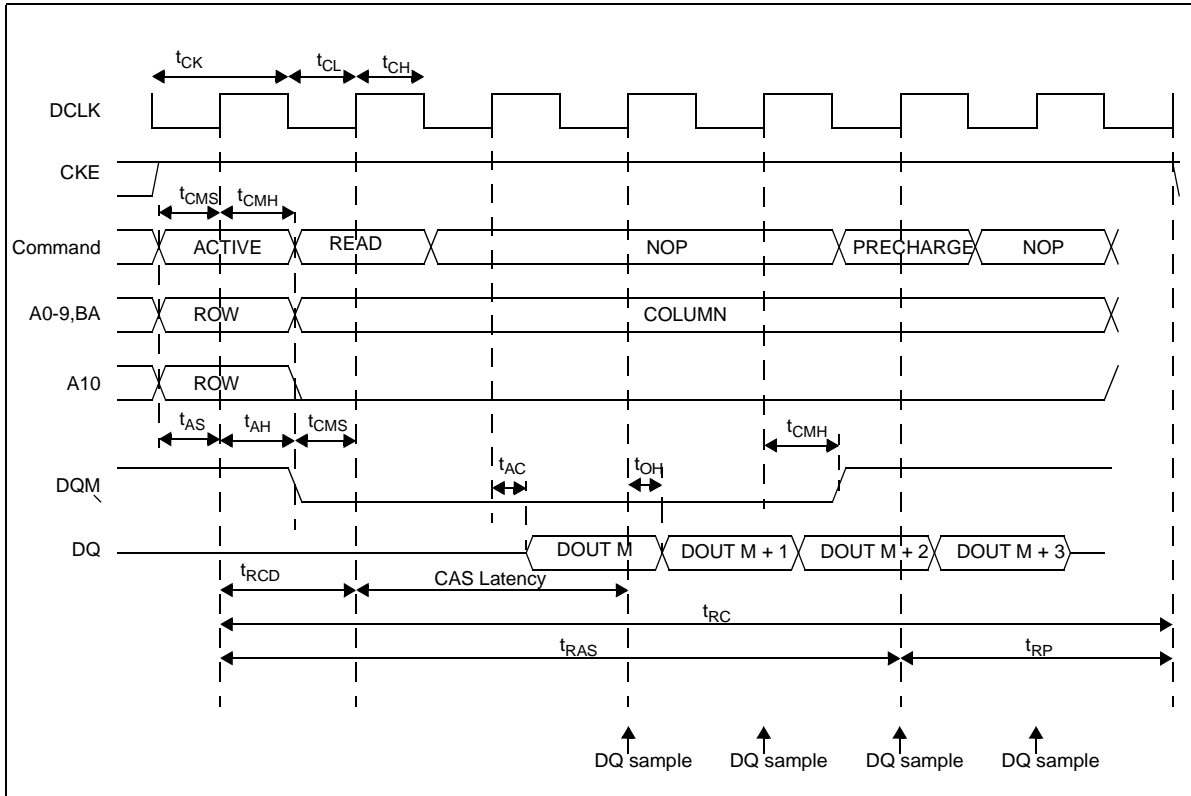 tCK tCL tCH
DCLK
CKE
tCMS tCMH
Command ACTIVE READ NOP PRECHARGE NOP
A0-9,BA ROW COLUMN
A10 ROW
tAS tAH tCMS tCMH
tAC tOH
DQM
DQ DOUT M DOUT M + 1 DOUT M + 2 DOUT M + 3
tRCD CAS Latency
tRC
tRAS tRP
DQ sample DQ sample DQ sample DQ sample